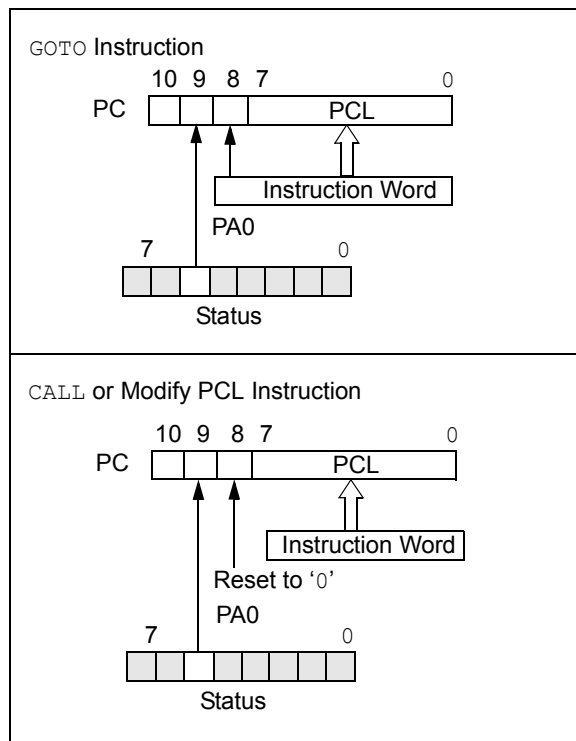 GOTO Instruction
10 9 8 7 0
PC PCL
Instruction Word
PA0
7 0
Status
CALL or Modify PCL Instruction
10 9 8 7 0
PC PCL
Instruction Word
Reset to ‘0’
PA0
7 0
Status